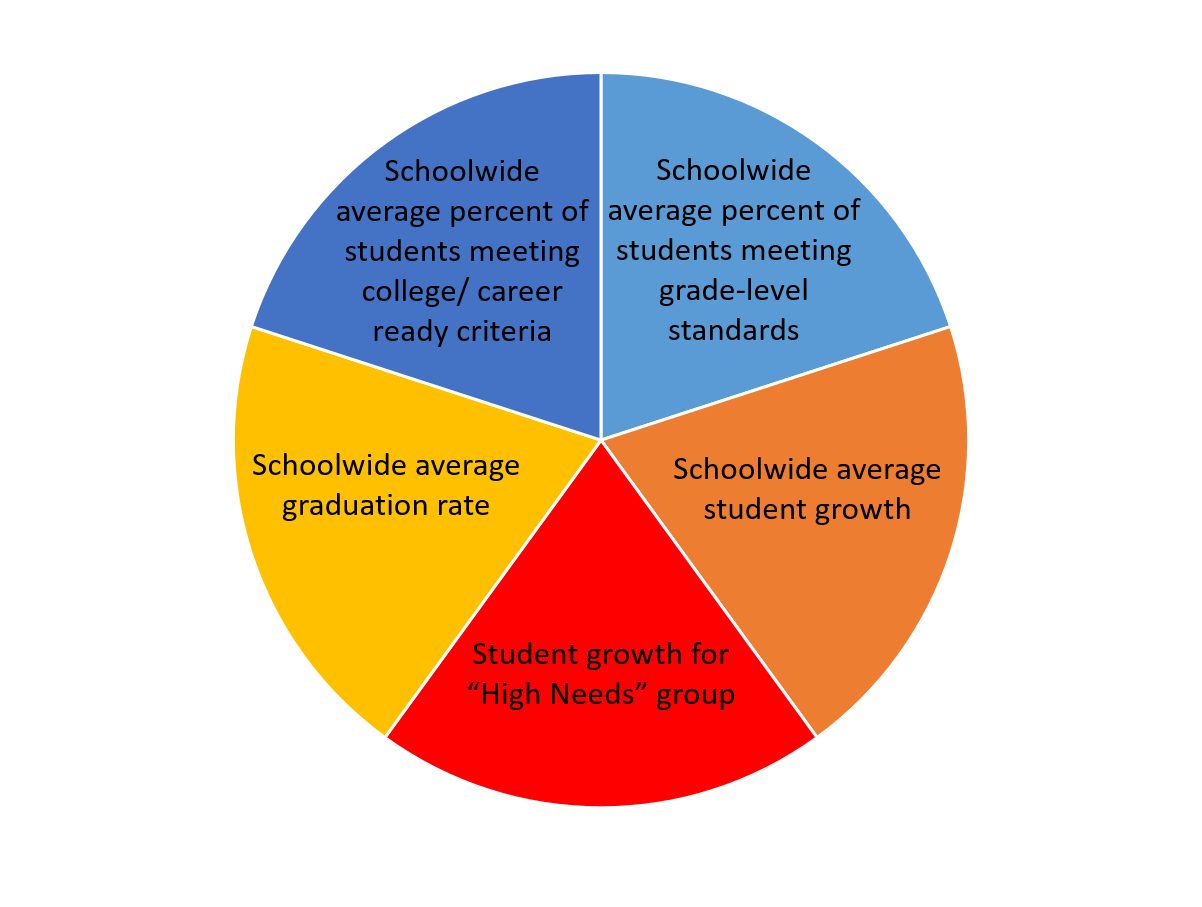 Schoolwide
average percent of
students meeting
college/ career
ready criteria
Schoolwide
average percent of
students meeting
grade-level
standards
Schoolwide average
graduation rate
Schoolwide average
student growth
Student growth for
“High Needs” group